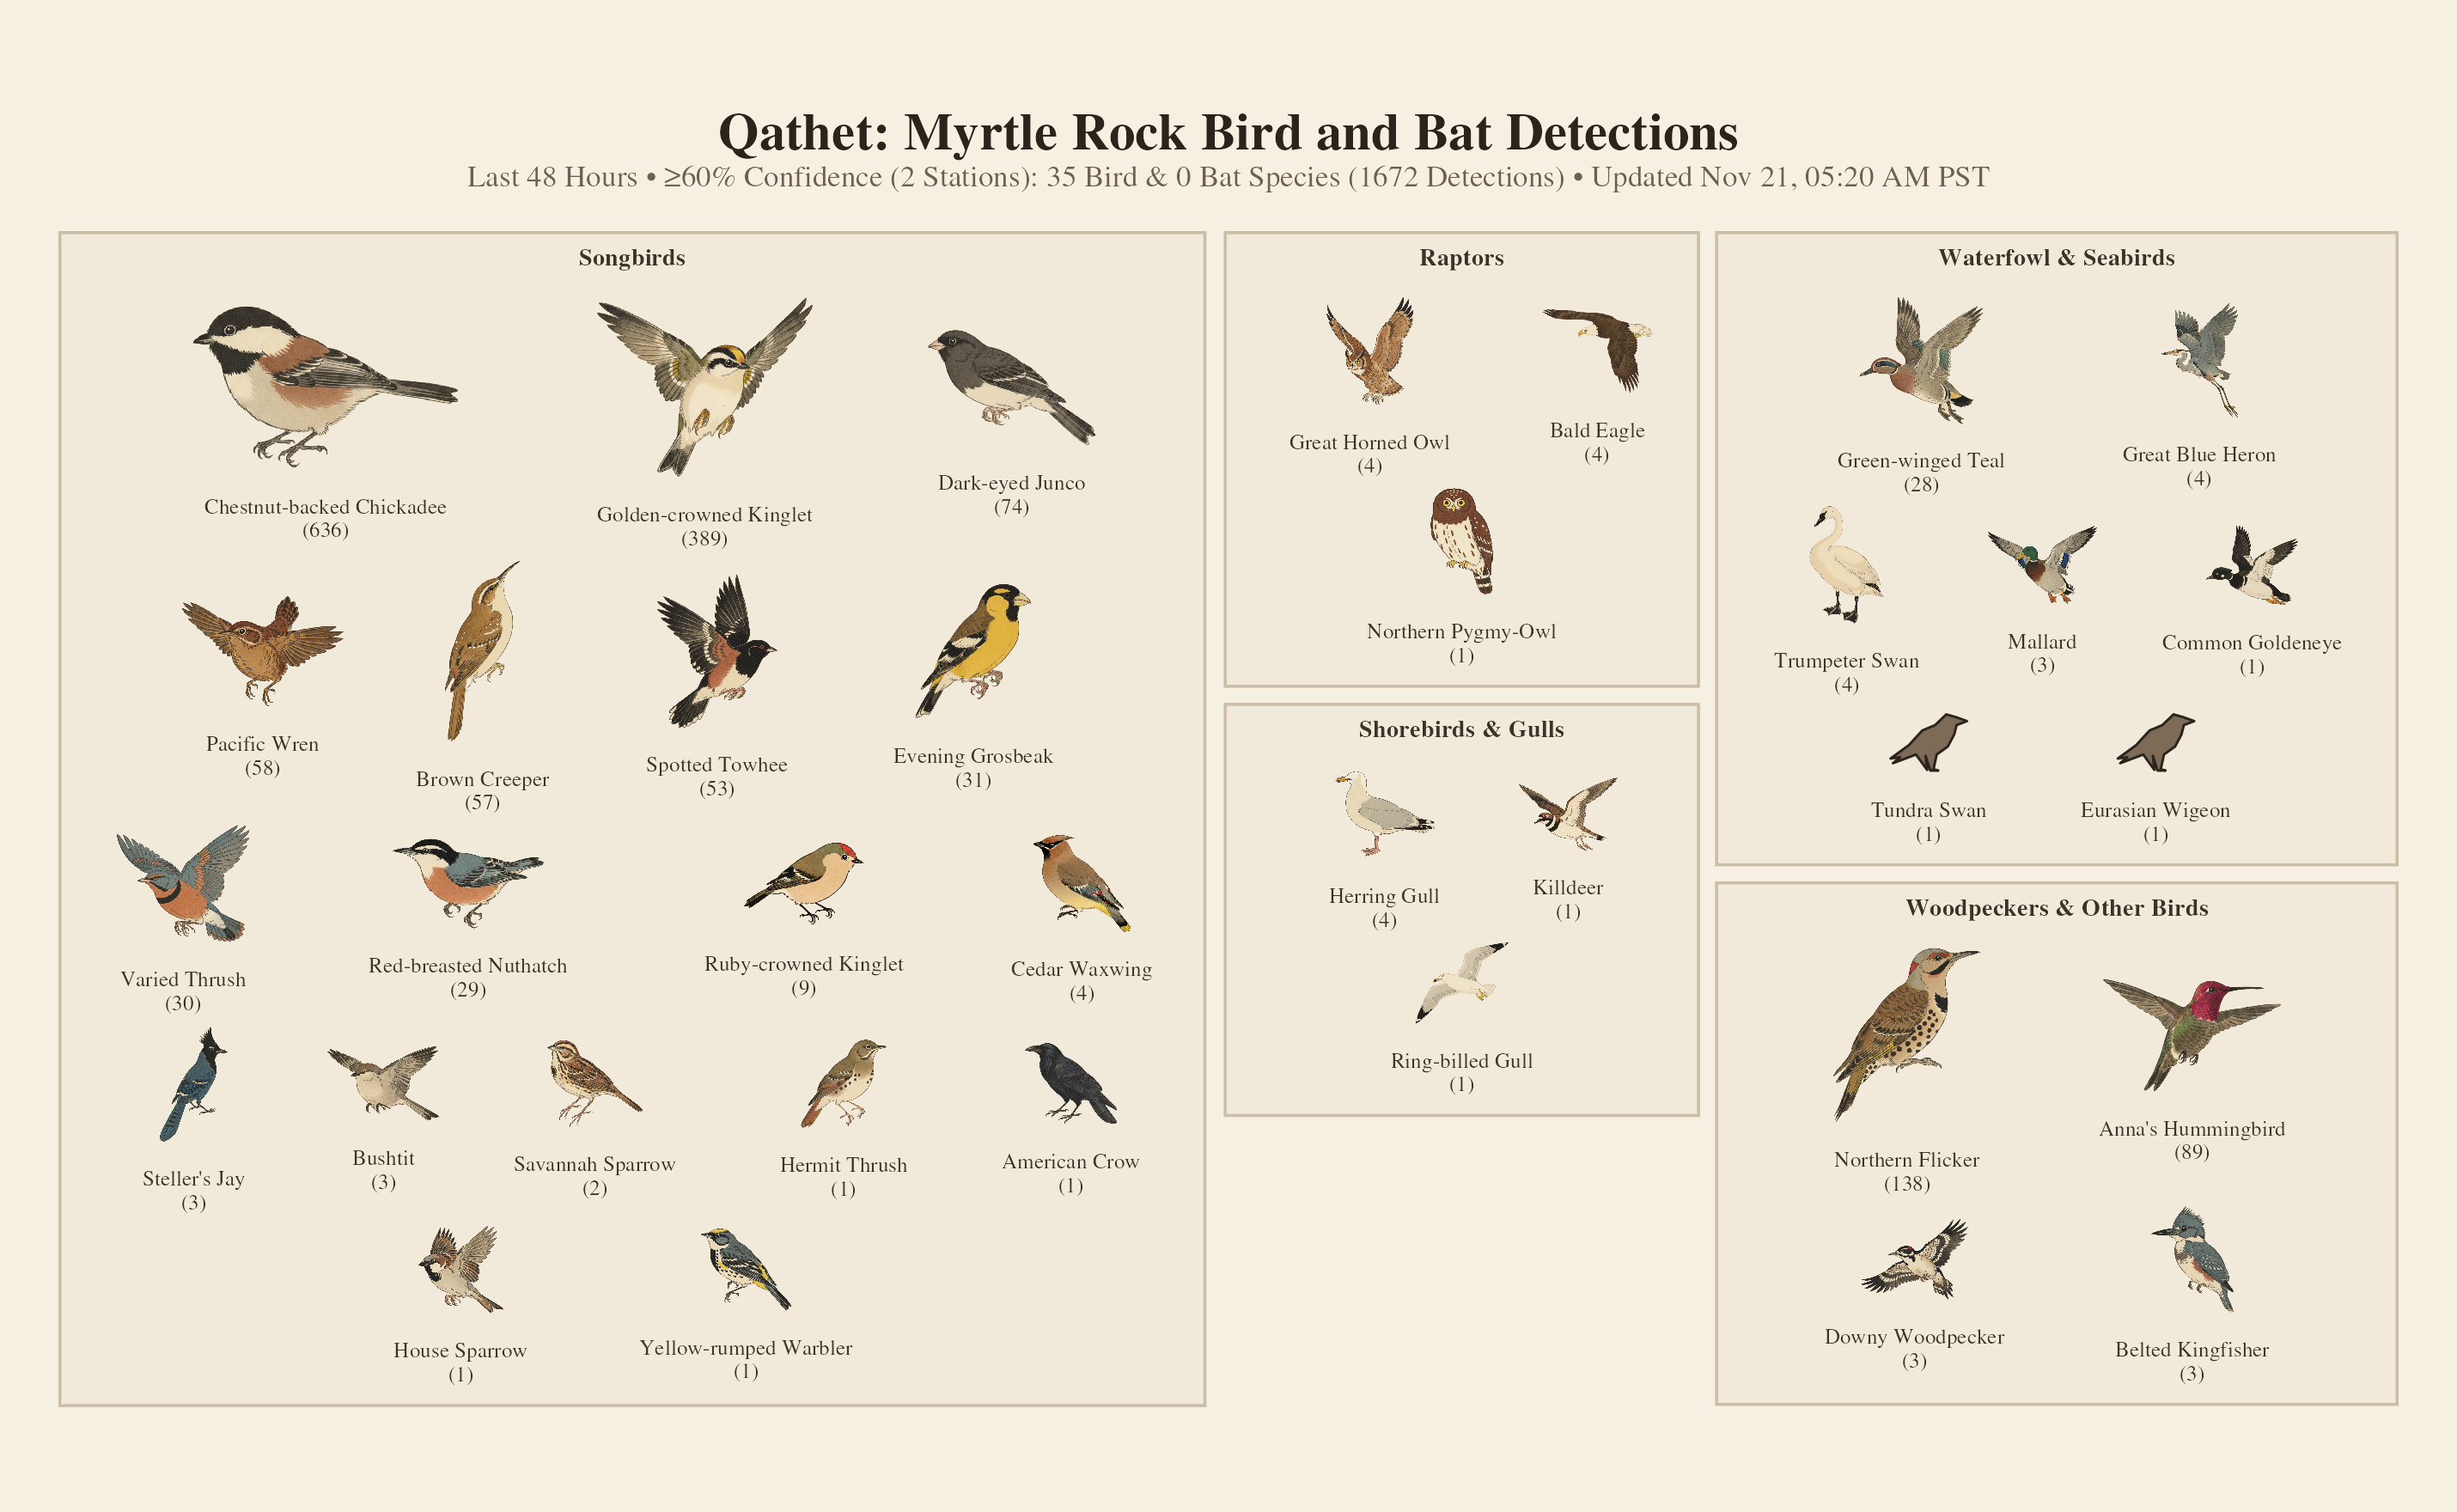 Qathet: Myrtle Rock Bird and Bat Detections
Last 48 Hours • ≥60% Confidence (2 Stations): 35 Bird & 0 Bat Species (1672 Detections) • Updated Nov 21, 05:20 AM PST
Songbirds
Chestnut-backed Chickadee
(636)
Golden-crowned Kinglet
(389)
Dark-eyed Junco
(74)
Pacific Wren
(58)
Brown Creeper
(57)
Spotted Towhee
(53)
Evening Grosbeak
(31)
Varied Thrush
(30)
Red-breasted Nuthatch
(29)
Ruby-crowned Kinglet
(9)
Cedar Waxwing
(4)
Steller's Jay
(3)
Bushtit
(3)
Savannah Sparrow
(2)
Hermit Thrush
(1)
American Crow
(1)
House Sparrow
(1)
Yellow-rumped Warbler
(1)
Raptors
Great Horned Owl
(4)
Bald Eagle
(4)
Northern Pygmy-Owl
(1)
Shorebirds & Gulls
Herring Gull
(4)
Killdeer
(1)
Ring-billed Gull
(1)
Waterfowl & Seabirds
Green-winged Teal
(28)
Great Blue Heron
(4)
Trumpeter Swan
(4)
Mallard
(3)
Common Goldeneye
(1)
Tundra Swan
(1)
Eurasian Wigeon
(1)
Woodpeckers & Other Birds
Northern Flicker
(138)
Anna's Hummingbird
(89)
Downy Woodpecker
(3)
Belted Kingfisher
(3)